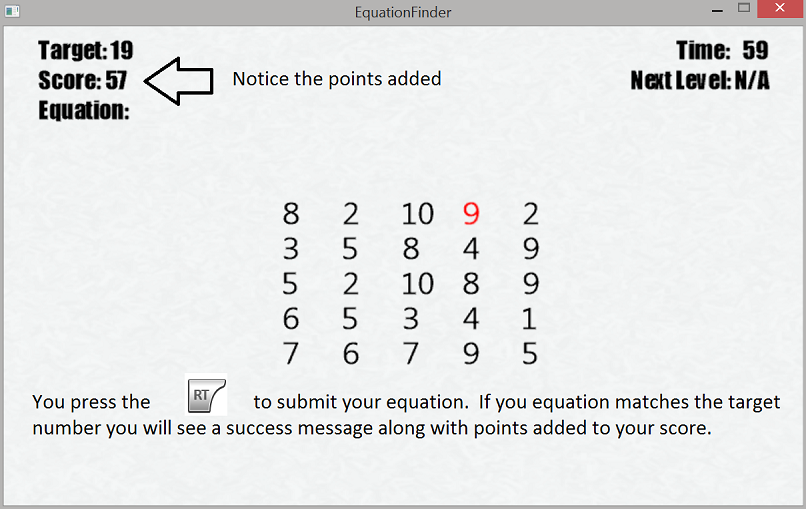 EquationFinder
Target: 19
Time: 59
Score: 57
Notice the points added
Next Level: N/A
Equation:
8 2 10 9 2
3 5 8 4 9
5 2 10 8 9
6 5 3 4 1
7 6 7 9 5
You press the RT to submit your equation. If you equation matches the target
number you will see a success message along with points added to your score.